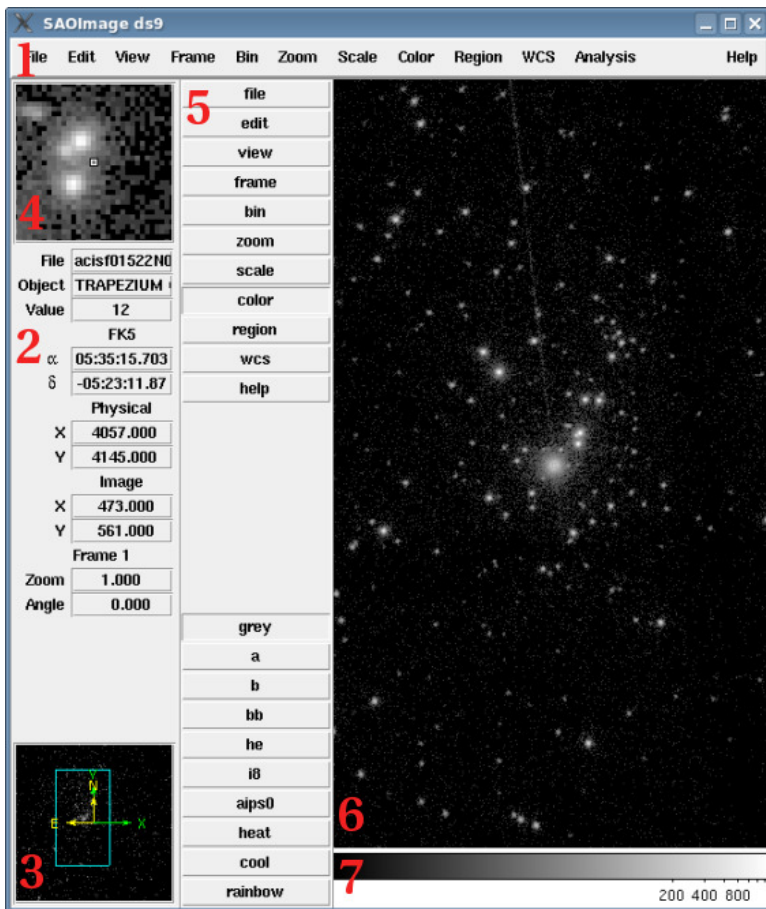 SAOImage ds9
File Edit View Frame Bin Zoom Scale Color Region WCS Analysis Help
1
4
File acisf01522N0
Object TRAPEZIUM
Value 12
FK5
2
α 05:35:15.703
δ -05:23:11.87
Physical
X 4057.000
Y 4145.000
Image
X 473.000
Y 561.000
Frame 1
Zoom 1.000
Angle 0.000
Y
N
E X
3
5
file
edit
view
frame
bin
zoom
scale
color
region
wcs
help
grey
a
b
bb
he
i8
aips0
heat
cool
rainbow
6
7
200 400 800